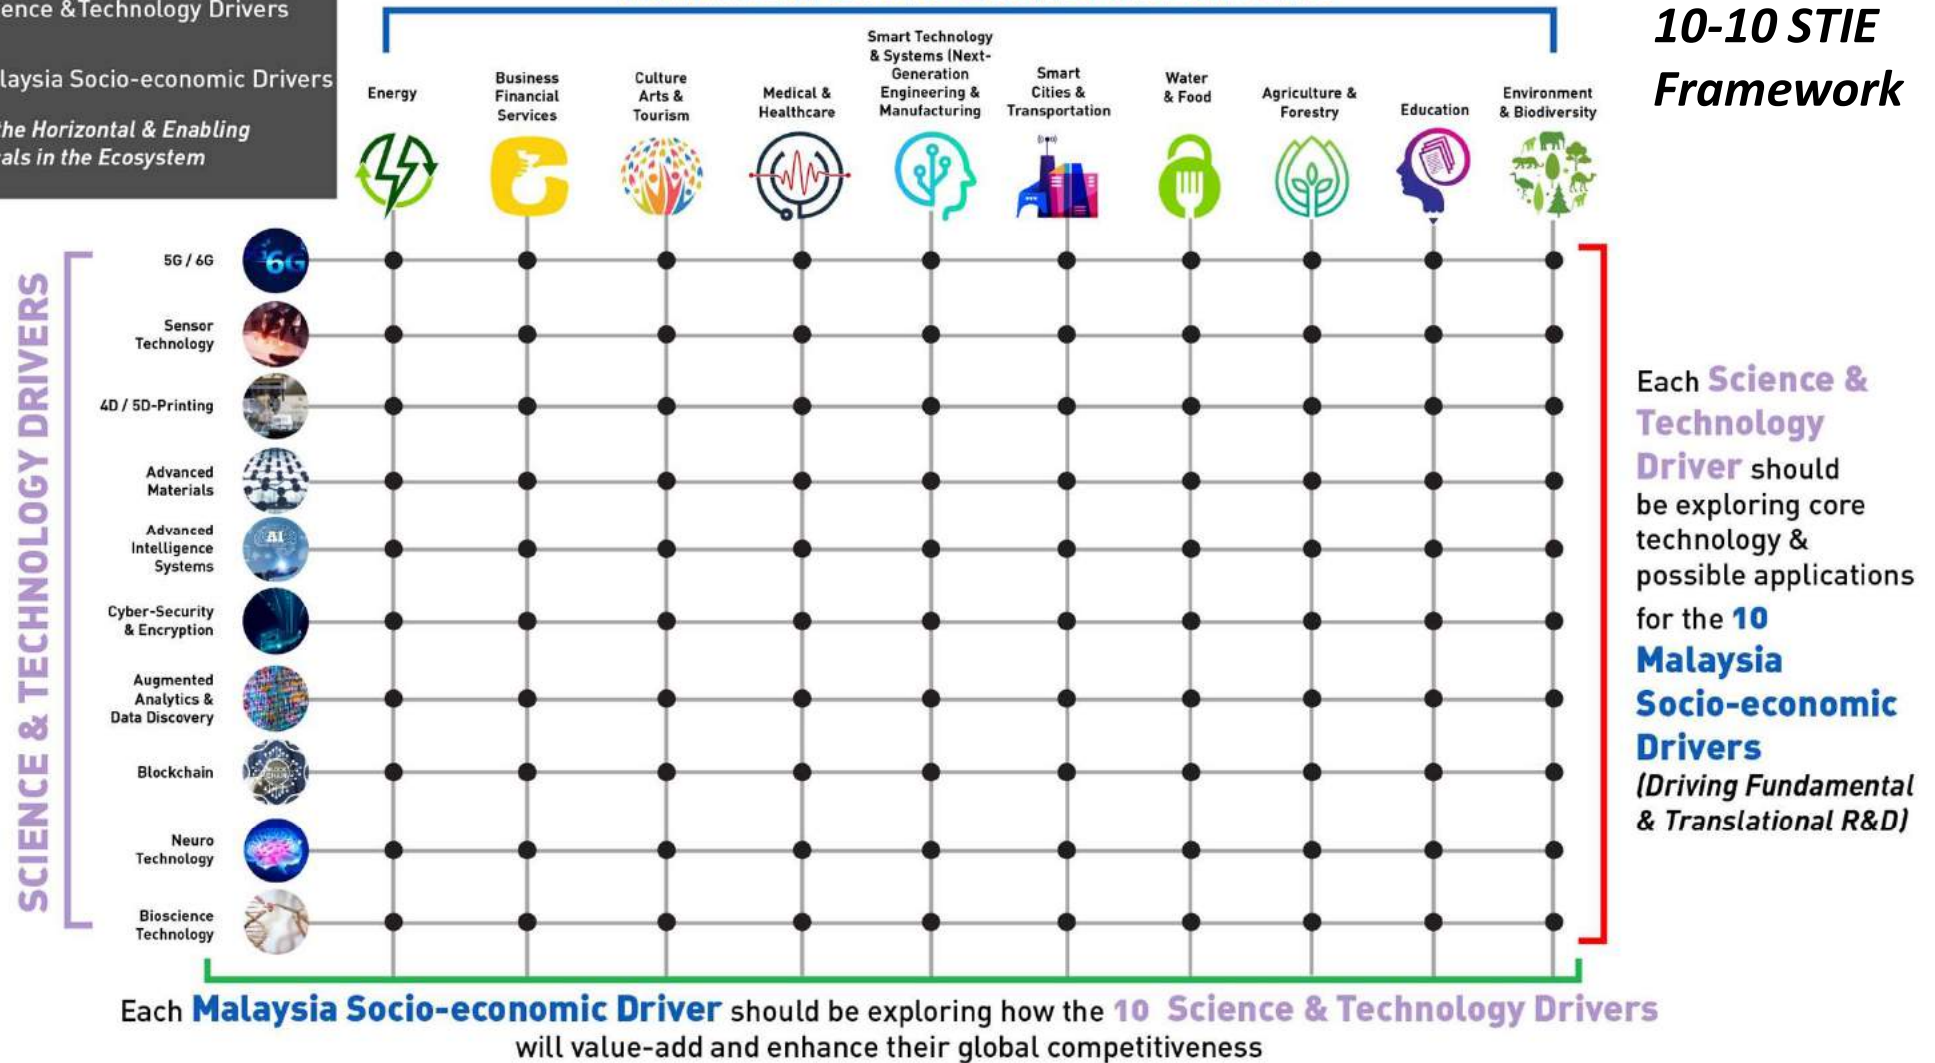 &Technology Drivers
Socio-economic Drivers
the Horizontal & Enabling
in the Ecosystem
10-10 STIE
Framework
Energy
Business
Financial
Services
Culture
Arts &
Tourism
Medical &
Healthcare
Smart Technology
& Systems (Next-
Generation
Engineering &
Manufacturing
Smart
Cities &
Transportation
Water
& Food
Agriculture &
Forestry
Education
Environment
& Biodiversity
SCIENCE & TECHNOLOGY DRIVERS
5G / 6G
6G
Sensor
Technology
4D / 5D-Printing
Advanced
Materials
Advanced
Intelligence
Systems
AI
Cyber-Security
& Encryption
Augmented
Analytics &
Data Discovery
Blockchain
Neuro
Technology
Bioscience
Technology
Each Science &
Technology
Driver should
be exploring core
technology &
possible applications
for the 10
Malaysia
Socio-economic
Drivers
(Driving Fundamental
& Translational R&D)
Each Malaysia Socio-economic Driver should be exploring how the 10 Science & Technology Drivers
will value-add and enhance their global competitiveness